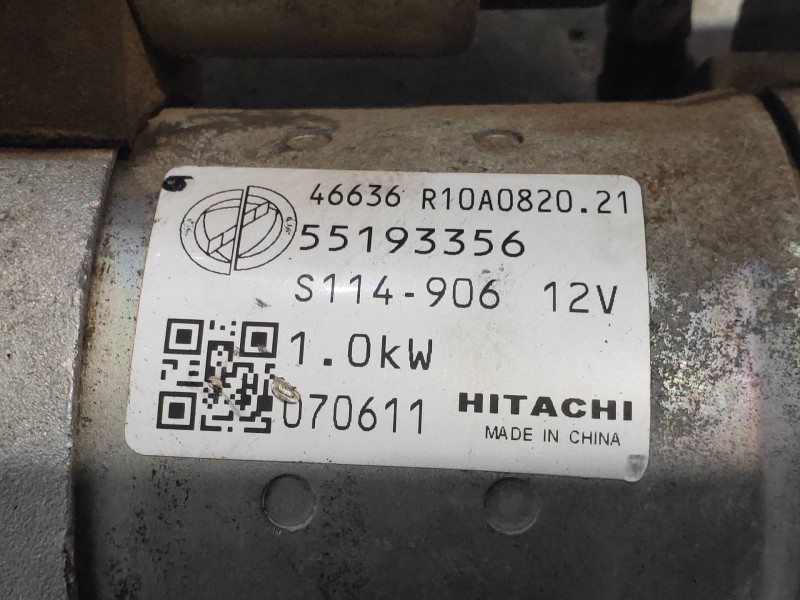 46636 R10A0820.21
55193356
S114-906 12V
1.0kW
070611 HITACHI
MADE IN CHINA